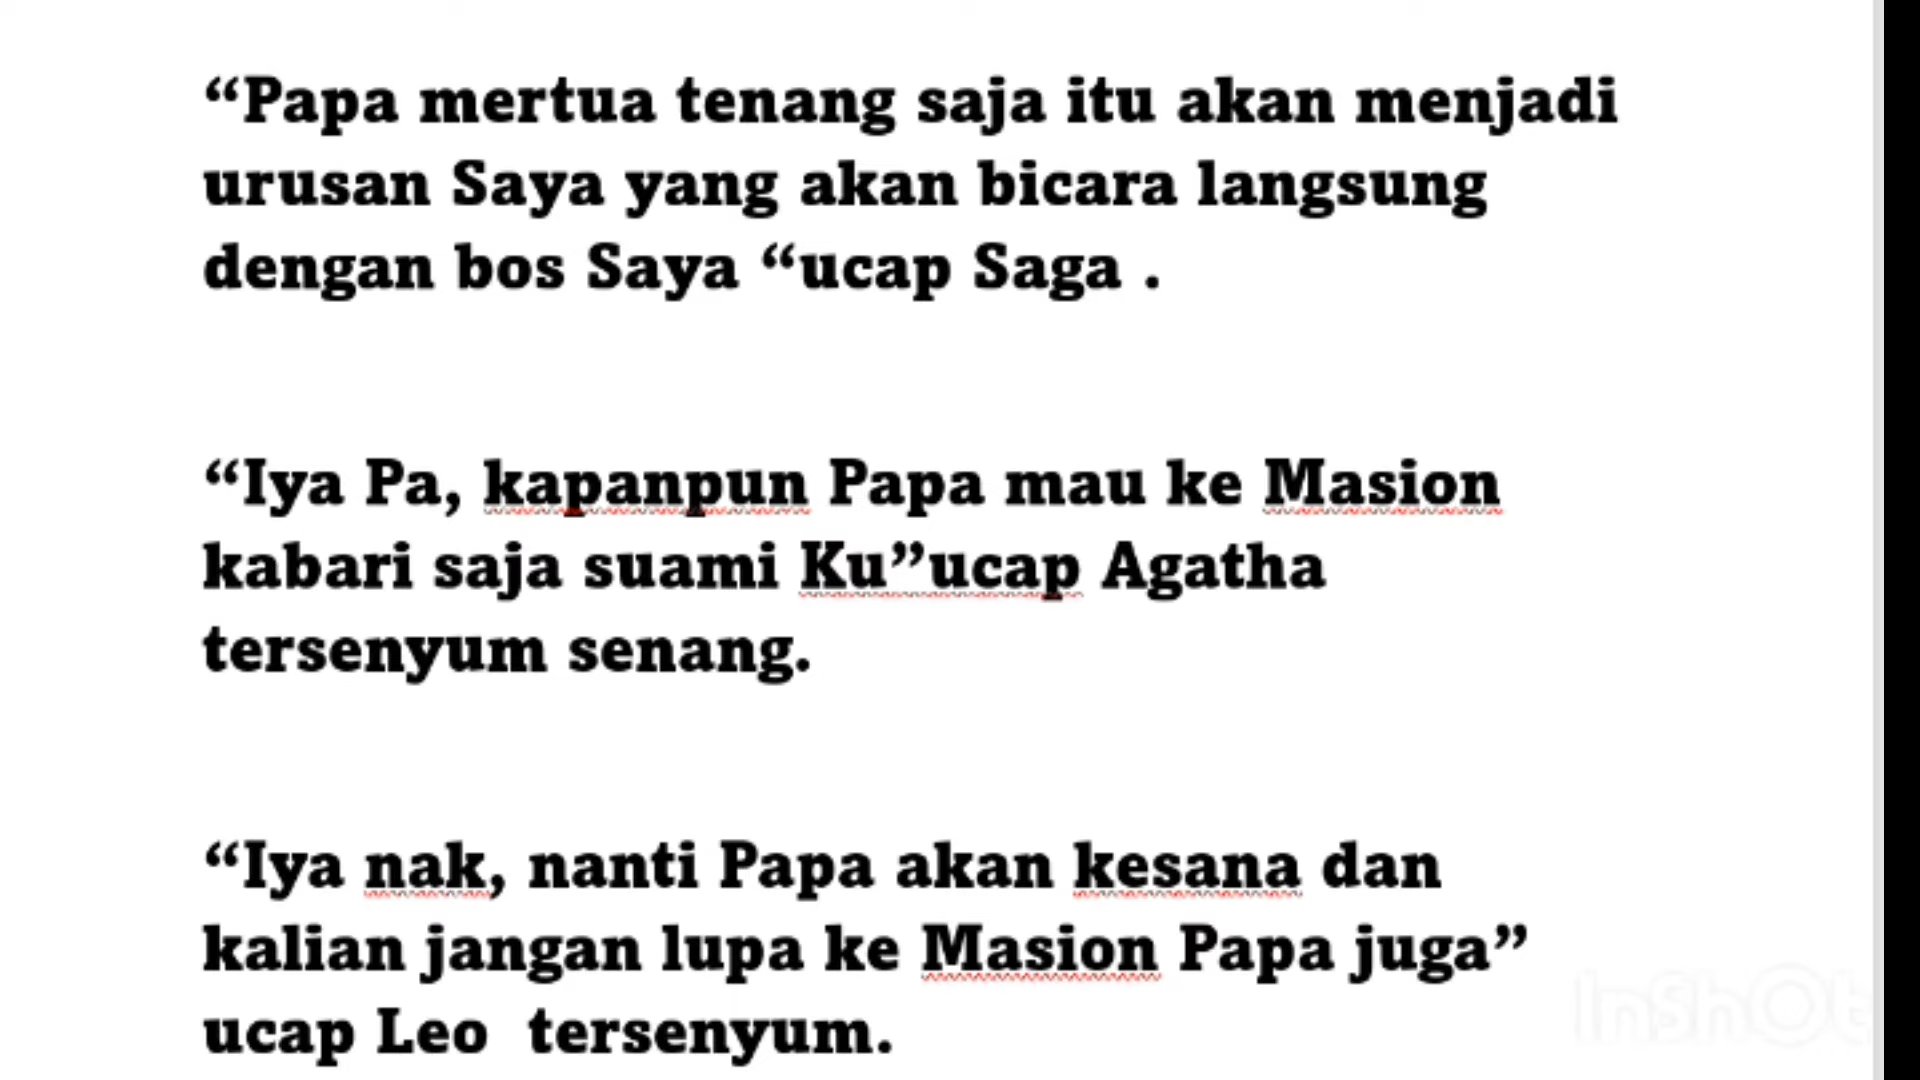 “Papa mertua tenang saja itu akan menjadi
urusan Saya yang akan bicara langsung
dengan bos Saya “ucap Saga .
“Iya Pa, kapanpun Papa mau ke Masion
kabari saja suami Ku”ucap Agatha
tersenyum senang.
“Iya nak, nanti Papa akan kesana dan
kalian jangan lupa ke Masion Papa juga”
ucap Leo  tersenyum.
InShOt